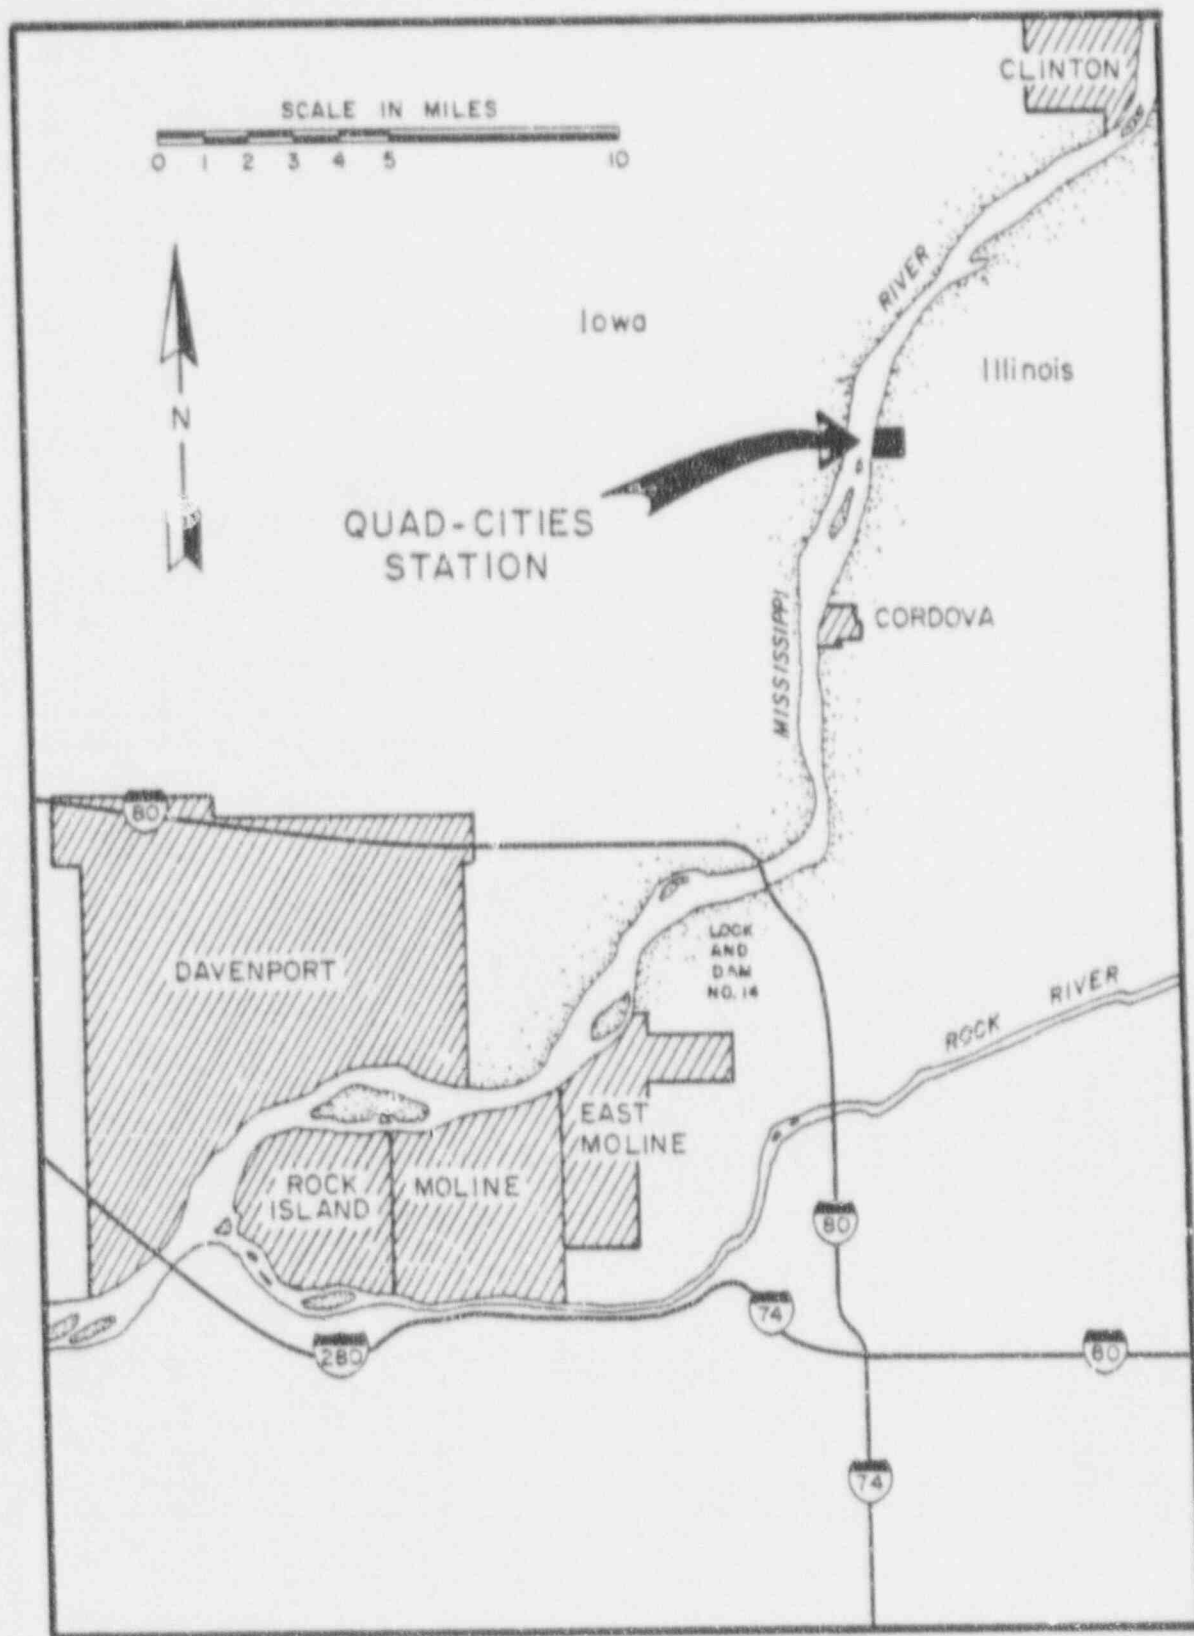 CLINTON
SCALE IN MILES
0 1 2 3 4 5 10
RIVER
Iowa
Illinois
N
QUAD-CITIES
STATION
CORDOVA
MISSISSIPPI
80
LOCK
AND
DAM
NO. 14
DAVENPORT
ROCK RIVER
EAST
MOLINE
ROCK
ISLAND
MOLINE
80
74
280
80
74